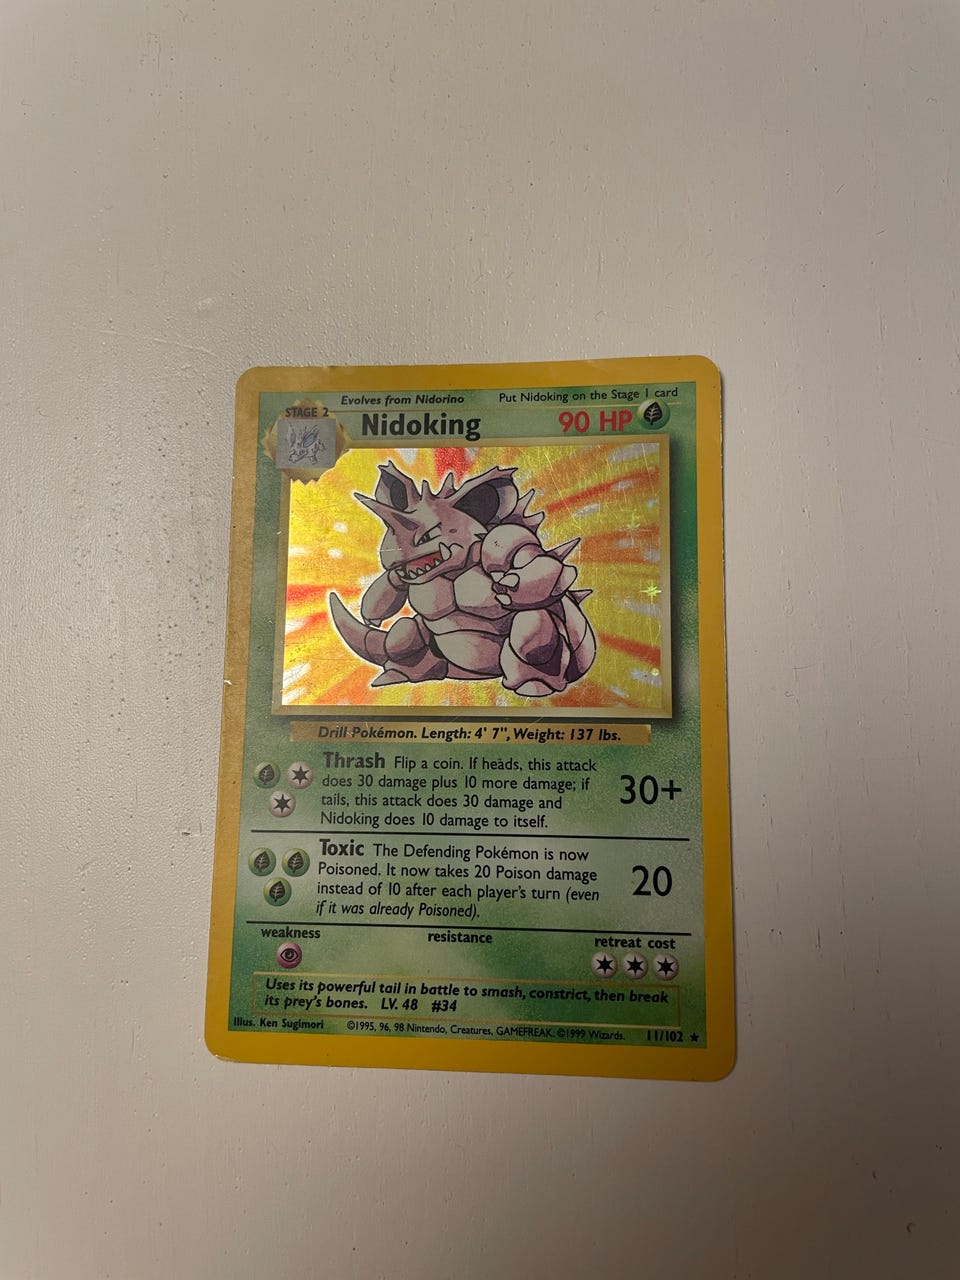 Evolves from Nidorino
Put Nidoking on the Stage 1 card
STAGE 2
Nidoking
90 HP
Drill Pokémon. Length: 4' 7", Weight: 137 lbs.
Thrash Flip a coin. If heads, this attack
does 30 damage plus 10 more damage; if
tails, this attack does 30 damage and
Nidoking does 10 damage to itself.
30+
Toxic The Defending Pokémon is now
Poisoned. It now takes 20 Poison damage
instead of 10 after each player's turn (even
if it was already Poisoned).
20
weakness
resistance
retreat cost
Uses its powerful tail in battle to smash, constrict, then break
its prey's bones. LV. 48 #34
Illus. Ken Sugimori
©1995, 96, 98 Nintendo, Creatures, GAMEFREAK. ©1999 Wizards.
11/102 ★